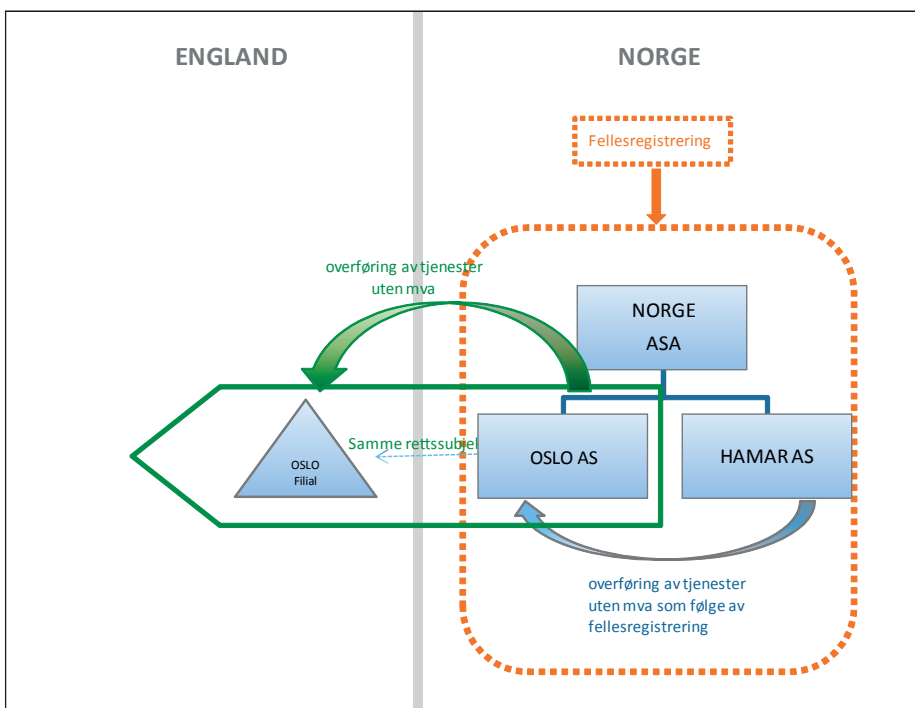 ENGLAND
NORGE
Fellesregistrering
overføring av tjenester
uten mva
NORGE
ASA
Samme rettssubjek
OSLO AS
HAMAR AS
OSLO
Filial
overføring av tjenester
uten mva som følge av
fellesregistrering